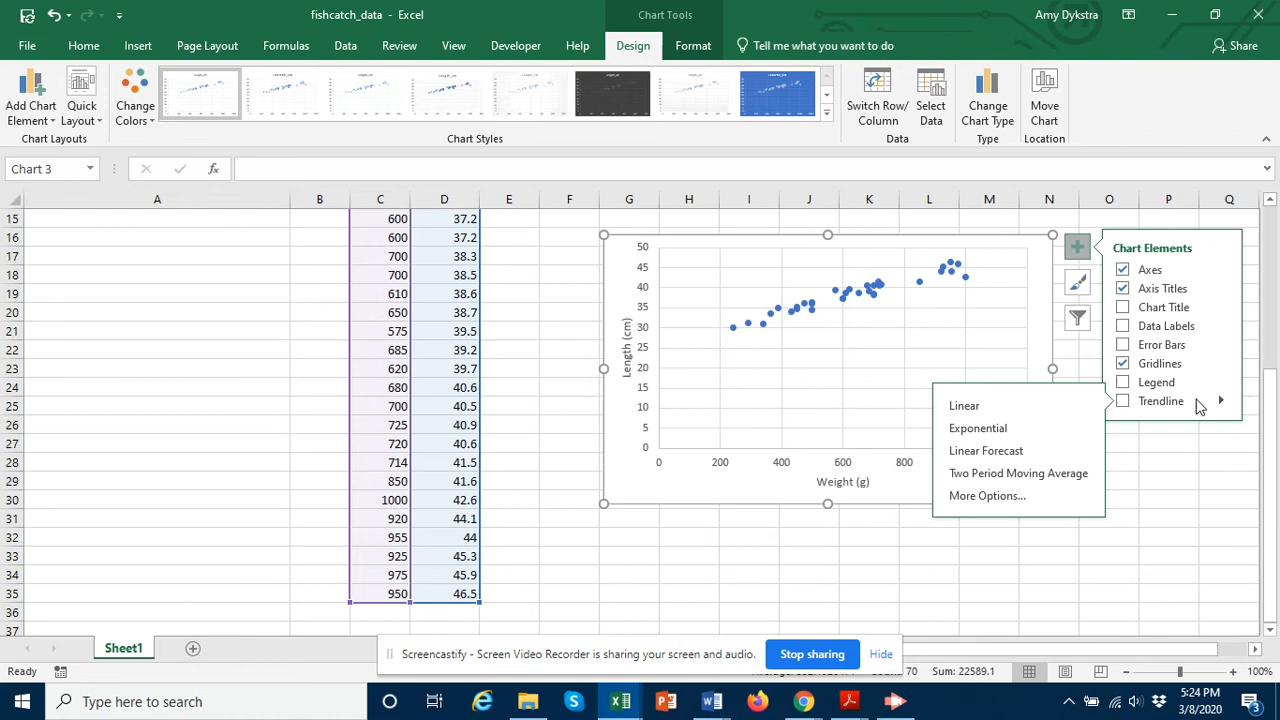 fishcatch_data - Excel
Chart Tools
Amy Dykstra
File
Home
Insert
Page Layout
Formulas
Data
Review
View
Developer
Help
Design
Format
Tell me what you want to do
Share
Add Chart Element
Quick Layout
Change Colors
Switch Row/Column
Select Data
Change Chart Type
Move Chart
Chart Layouts
Chart Styles
Data
Type
Location
Chart 3
fx
A B C D E F G H I J K L M N O P Q
15 600 37.2
16 600 37.2
17 700 38.3
18 700 38.5
19 610 38.6
20 650 38.7
21 575 39.5
22 685 39.2
23 620 39.7
24 680 40.6
25 700 40.5
26 725 40.9
27 720 40.6
28 714 41.5
29 850 41.6
30 1000 42.6
31 920 44.1
32 955 44
33 925 45.3
34 975 45.9
35 950 46.5
36
37
50
45
40
35
30
25
20
15
10
5
0
Length (cm)
0 200 400 600 800
Weight (g)
Chart Elements
Axes
Axis Titles
Chart Title
Data Labels
Error Bars
Gridlines
Legend
Trendline
Linear
Exponential
Linear Forecast
Two Period Moving Average
More Options...
Sheet1
Screencastify - Screen Video Recorder is sharing your screen and audio.
Stop sharing
Hide
Ready
70
Sum: 22589.1
100%
Type here to search
5:24 PM
3/8/2020
3